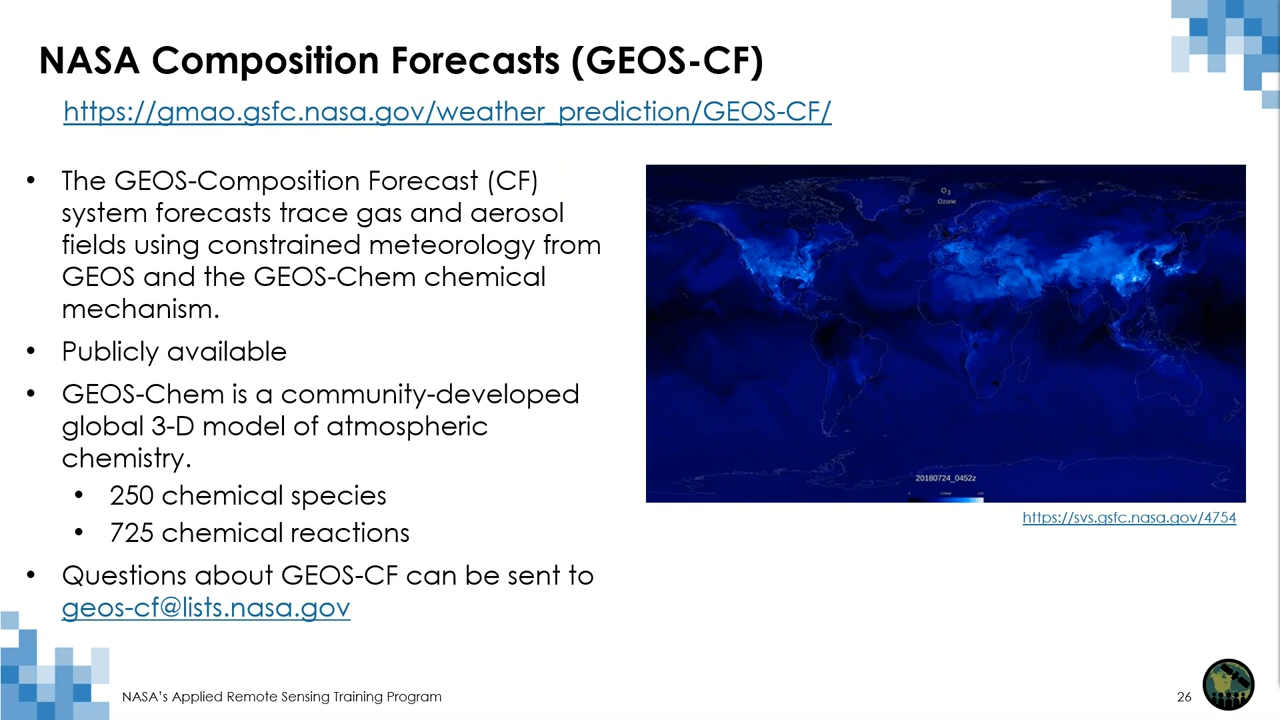 NASA Composition Forecasts (GEOS-CF)
https://gmao.gsfc.nasa.gov/weather_prediction/GEOS-CF/
• The GEOS-Composition Forecast (CF)
system forecasts trace gas and aerosol
fields using constrained meteorology from
GEOS and the GEOS-Chem chemical
mechanism.
• Publicly available
• GEOS-Chem is a community-developed
global 3-D model of atmospheric
chemistry.
• 250 chemical species
• 725 chemical reactions
• Questions about GEOS-CF can be sent to
geos-cf@lists.nasa.gov
O₃
Ozone
20180724_0452z
https://svs.gsfc.nasa.gov/4754
NASA's Applied Remote Sensing Training Program
26